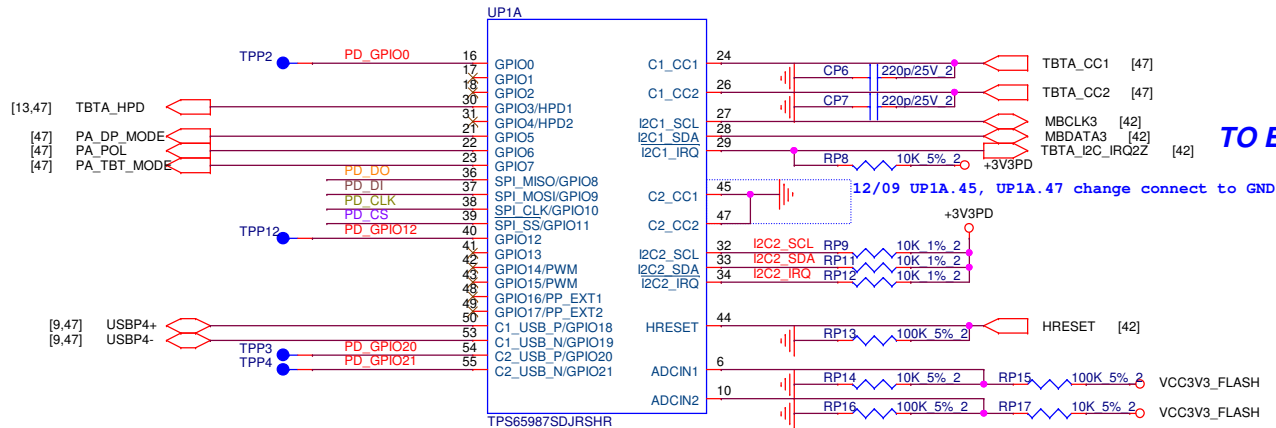 UP1A
TPP2 PD_GPIO0 16 GPIO0 C1_CC1 24 TBTA_CC1 [47]
17 GPIO1 CP6 220p/25V_2
18 GPIO2 C1_CC2 26 TBTA_CC2 [47]
[13,47] TBTA_HPD 30 GPIO3/HPD1 CP7 220p/25V_2
31 GPIO4/HPD2 I2C1_SCL 27 MBCLK3 [42]
[47] PA_DP_MODE 21 GPIO5 I2C1_SDA 28 MBDATA3 [42] TO E
[47] PA_POL 22 GPIO6 I2C1_IRQ 29 TBTA_I2C_IRQ2Z [42]
[47] PA_TBT_MODE 23 GPIO7 RP8 10K_5%_2 +3V3PD
PD_DO 36 SPI_MISO/GPIO8
PD_DI 37 SPI_MOSI/GPIO9 C2_CC1 45 12/09 UP1A.45, UP1A.47 change connect to GND
PD_CLK 38 SPI_CLK/GPIO10
PD_CS 39 SPI_SS/GPIO11 C2_CC2 47 +3V3PD
TPP12 PD_GPIO12 40 GPIO12
41 GPIO13 I2C2_SCL 32 I2C2_SCL RP9 10K_1%_2
42 GPIO14/PWM I2C2_SDA 33 I2C2_SDA RP11 10K_1%_2
43 GPIO15/PWM I2C2_IRQ 34 I2C2_IRQ RP12 10K_1%_2
48 GPIO16/PP_EXT1
49 GPIO17/PP_EXT2
[9,47] USBP4+ 50 C1_USB_P/GPIO18 HRESET 44 HRESET [42]
[9,47] USBP4- 53 C1_USB_N/GPIO19 RP13 100K_5%_2
TPP3 PD_GPIO20 54 C2_USB_P/GPIO20
TPP4 PD_GPIO21 55 C2_USB_N/GPIO21 ADCIN1 6
RP14 10K_5%_2 RP15 100K_5%_2 VCC3V3_FLASH
ADCIN2 10
RP16 100K_5%_2 RP17 10K_5%_2 VCC3V3_FLASH
TPS65987SDJRSHR